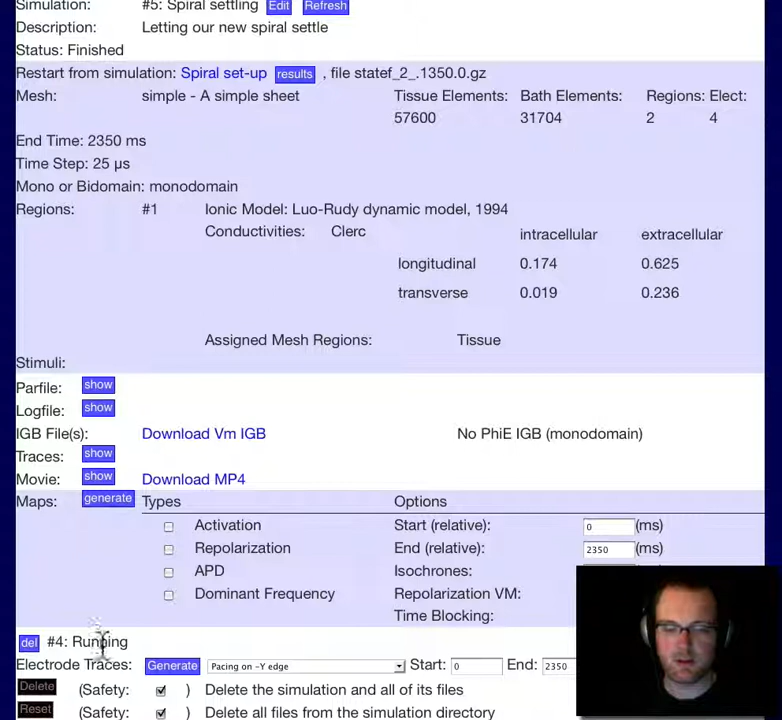 Simulation: #5: Spiral settling Edit Refresh
Description: Letting our new spiral settle
Status: Finished
Restart from simulation: Spiral set-up results , file statef_2_.1350.0.gz
Mesh: simple - A simple sheet Tissue Elements: Bath Elements: Regions: Elect:
57600 31704 2 4
End Time: 2350 ms
Time Step: 25 µs
Mono or Bidomain: monodomain
Regions: #1 Ionic Model: Luo-Rudy dynamic model, 1994
Conductivities: Clerc intracellular extracellular
longitudinal 0.174 0.625
transverse 0.019 0.236
Assigned Mesh Regions: Tissue
Stimuli:
Parfile: show
Logfile: show
IGB File(s): Download Vm IGB No PhiE IGB (monodomain)
Traces: show
Movie: show Download MP4
Maps: generate Types Options
Activation Start (relative): 0 (ms)
Repolarization End (relative): 2350 (ms)
APD Isochrones:
Dominant Frequency Repolarization VM:
Time Blocking:
del #4: Running
Electrode Traces: Generate Pacing on -Y edge Start: 0 End: 2350
Delete (Safety: ) Delete the simulation and all of its files
Reset (Safety: ) Delete all files from the simulation directory